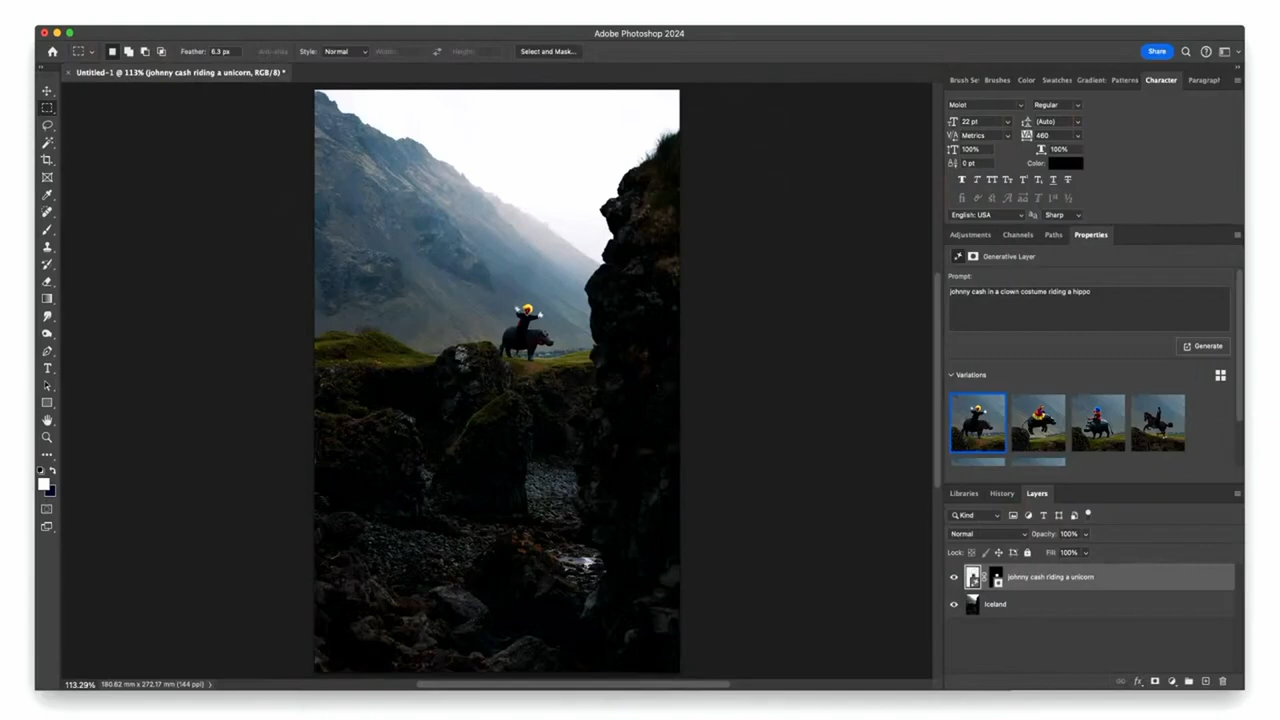 Adobe Photoshop 2024
Feather: 6.3 px
Style: Normal
Select and Mask...
Share
Untitled-1 @ 113% (johnny cash riding a unicorn, RGB/8) *
Brush Se Brushes Color Swatches Gradient: Patterns Character Paragraph
Molot Regular
22 pt (Auto)
Metrics 460
100% 100%
0 pt Color:
English: USA Sharp
Adjustments Channels Paths Properties
Generative Layer
Prompt:
johnny cash in a clown costume riding a hippo
Generate
Variations
Libraries History Layers
Kind
Normal Opacity: 100%
Lock: Fill: 100%
johnny cash riding a unicorn
Iceland
113.29% 180.62 mm x 272.17 mm (144 ppi)